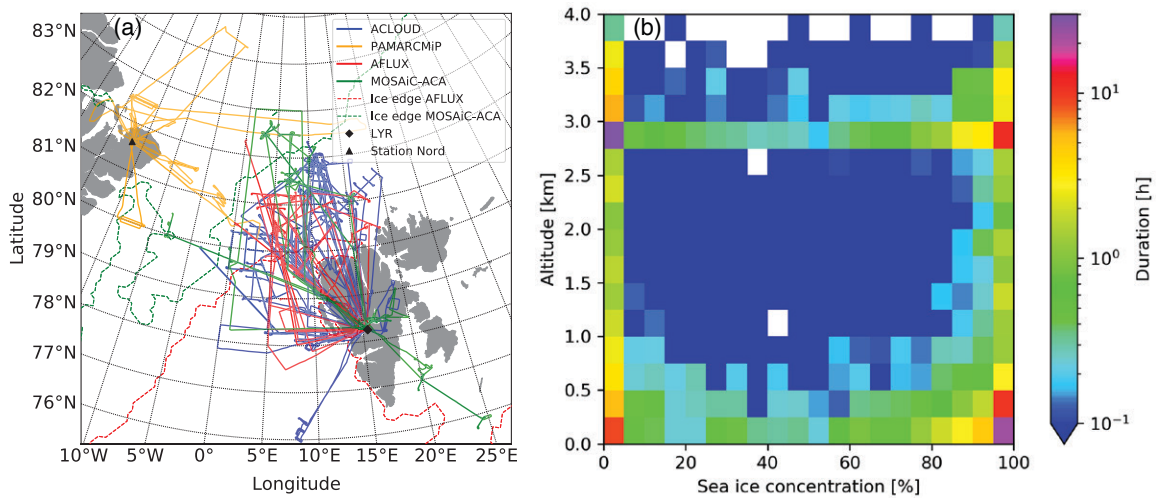 (a)
ACLOUD
PAMARCMiP
AFLUX
MOSAiC-ACA
Ice edge AFLUX
Ice edge MOSAiC-ACA
LYR
Station Nord
83°N
82°N
81°N
80°N
79°N
78°N
77°N
76°N
Latitude
10°W
5°W
0°
5°E
10°E
15°E
20°E
25°E
Longitude
(b)
4.0
3.5
3.0
2.5
2.0
1.5
1.0
0.5
0.0
Altitude [km]
0
20
40
60
80
100
Sea ice concentration [%]
10¹
10⁰
10⁻¹
Duration [h]